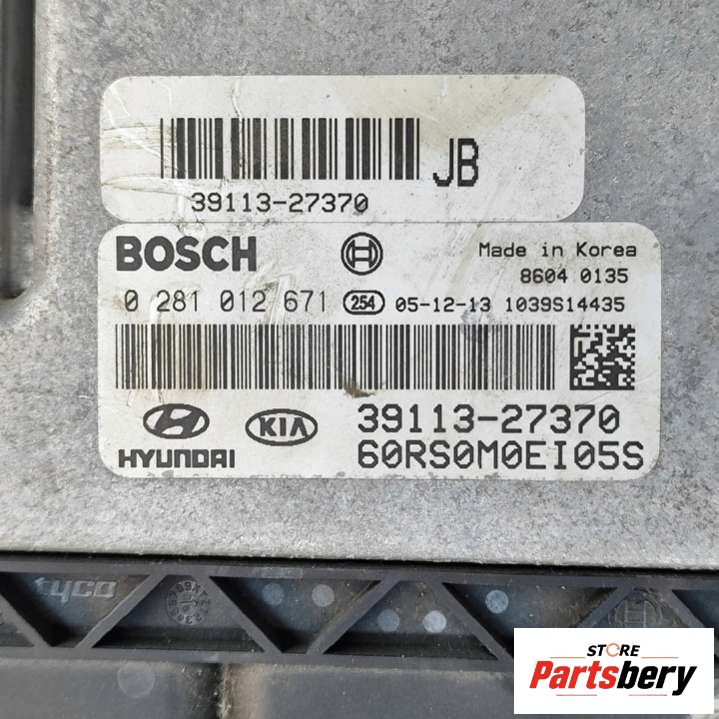 JB
39113-27370
BOSCH
Made in Korea
8604 0135
0 281 012 671 254 05-12-13 1039S14435
HYUNDAI
KIA
39113-27370
60RS0M0EI05S
tyco
STORE
Partsbery